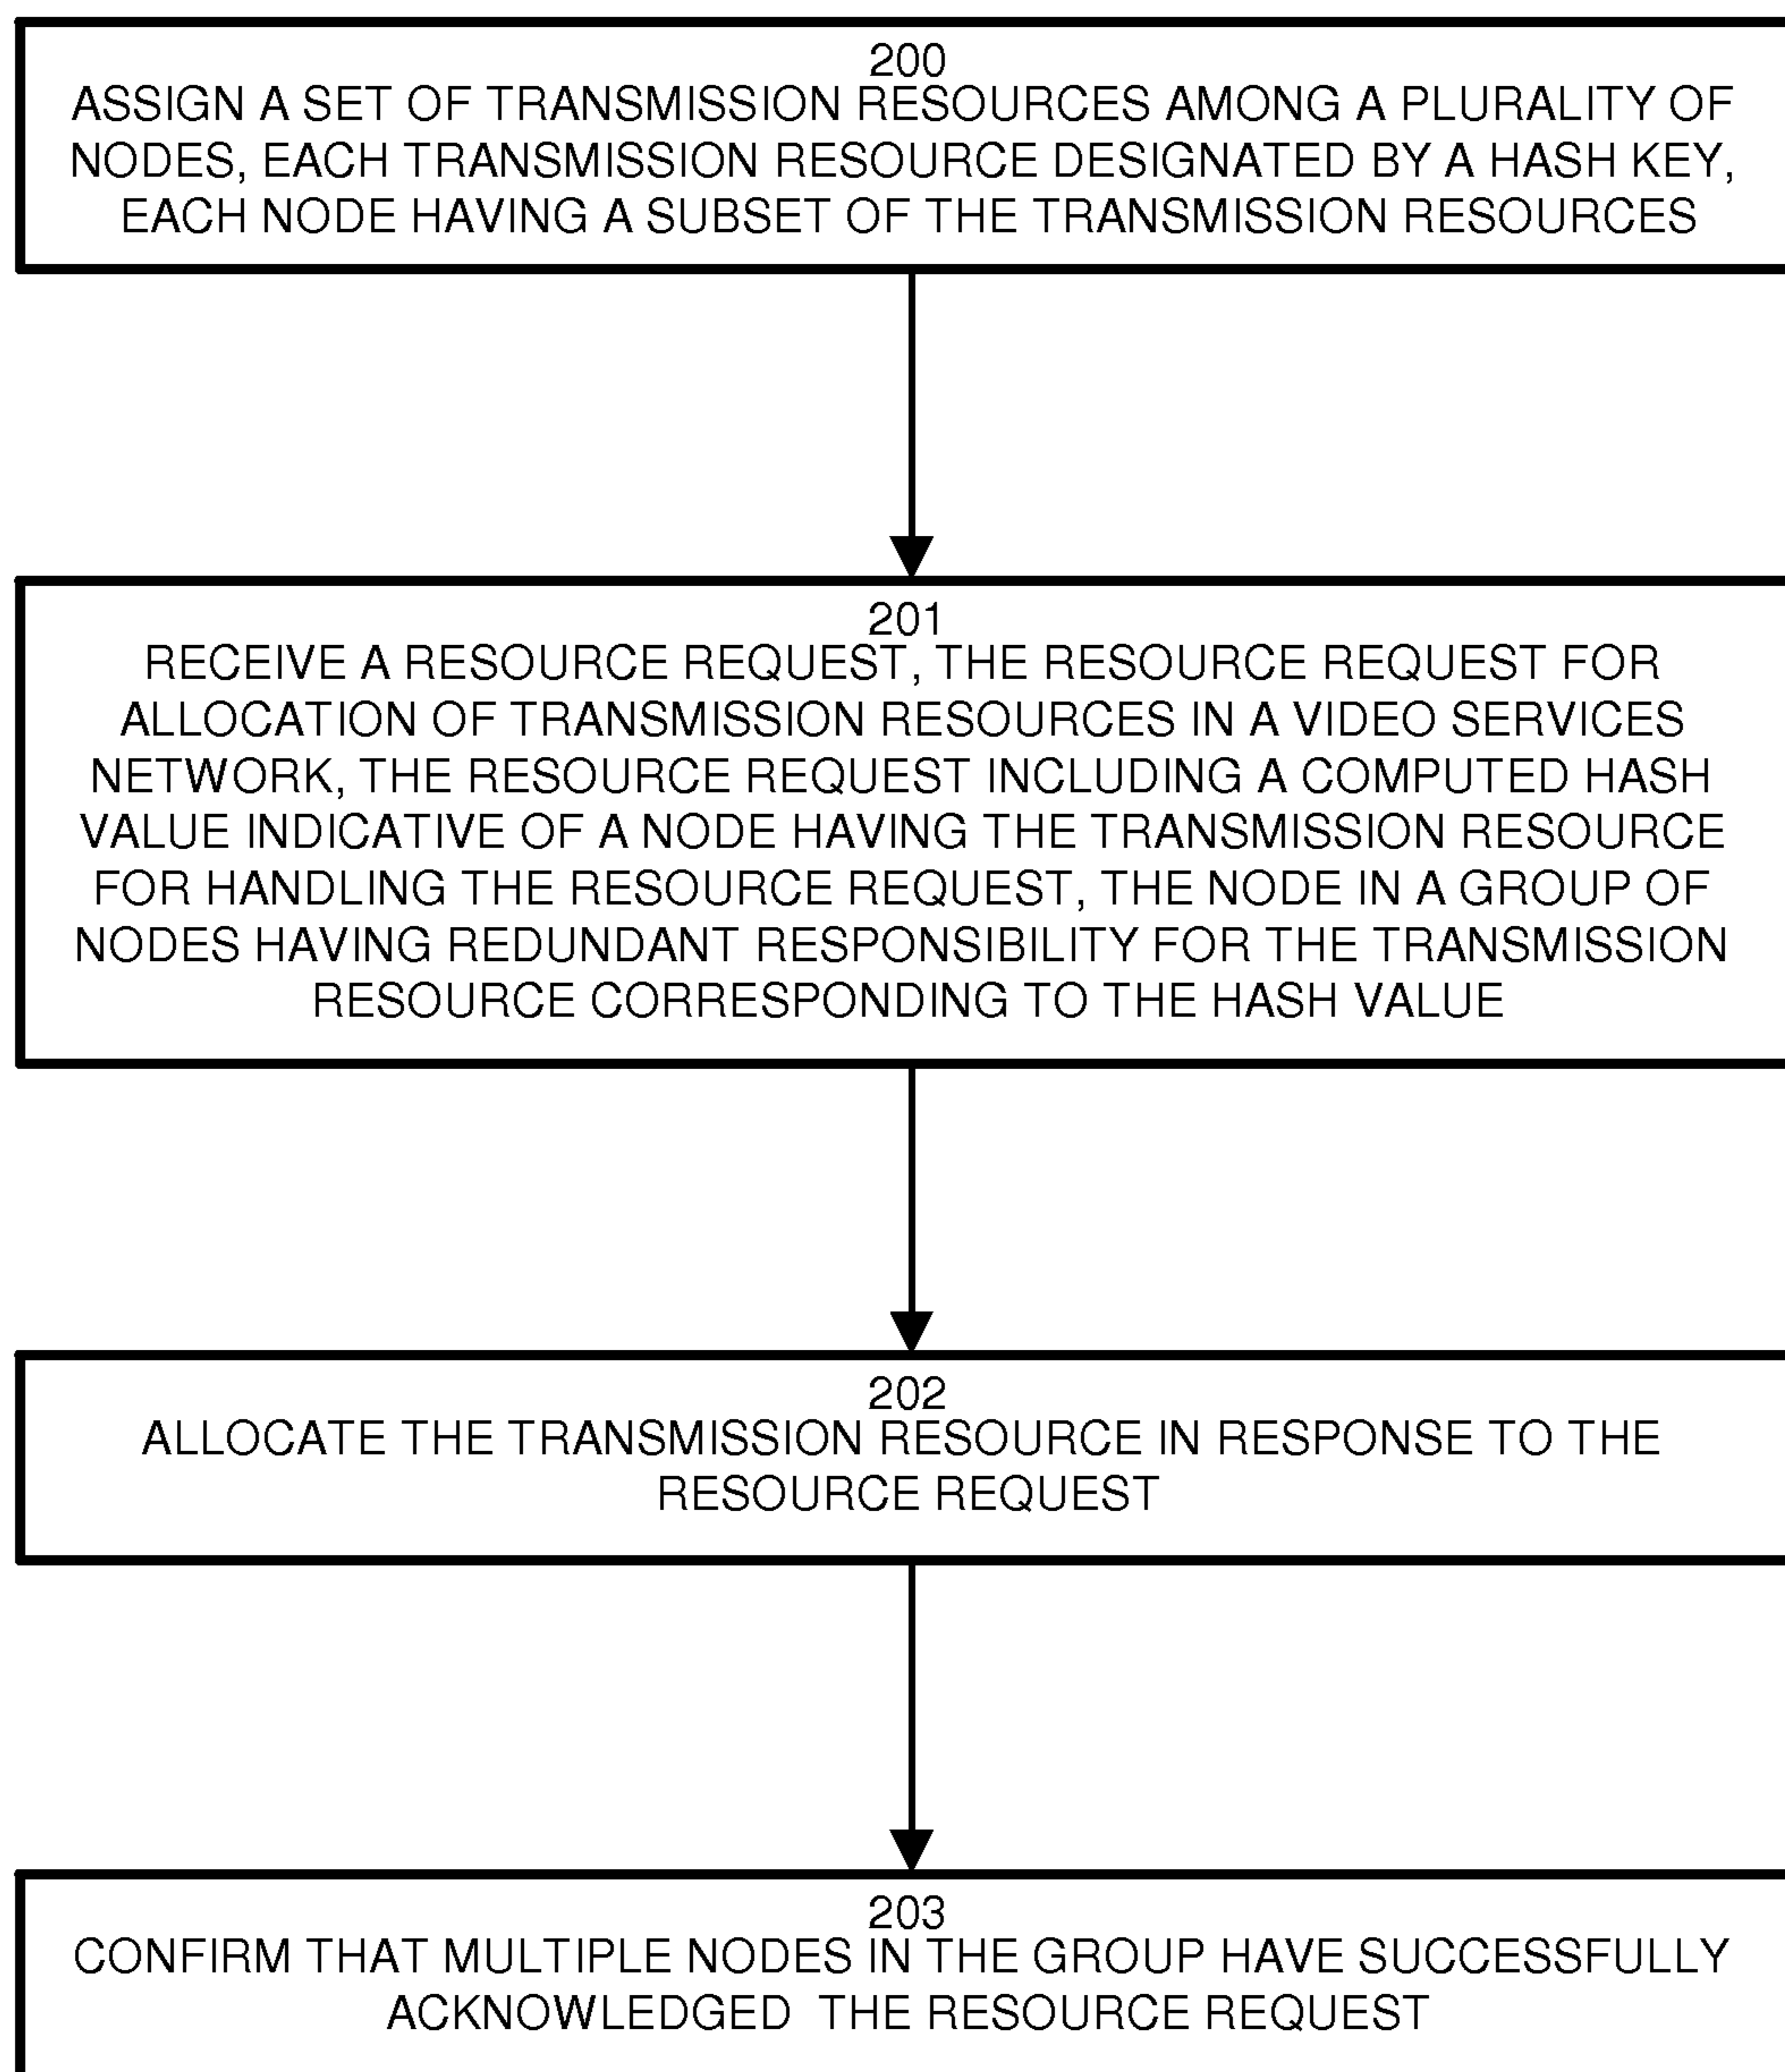 200
ASSIGN A SET OF TRANSMISSION RESOURCES AMONG A PLURALITY OF
NODES, EACH TRANSMISSION RESOURCE DESIGNATED BY A HASH KEY,
EACH NODE HAVING A SUBSET OF THE TRANSMISSION RESOURCES
201
RECEIVE A RESOURCE REQUEST, THE RESOURCE REQUEST FOR
ALLOCATION OF TRANSMISSION RESOURCES IN A VIDEO SERVICES
NETWORK, THE RESOURCE REQUEST INCLUDING A COMPUTED HASH
VALUE INDICATIVE OF A NODE HAVING THE TRANSMISSION RESOURCE
FOR HANDLING THE RESOURCE REQUEST, THE NODE IN A GROUP OF
NODES HAVING REDUNDANT RESPONSIBILITY FOR THE TRANSMISSION
RESOURCE CORRESPONDING TO THE HASH VALUE
202
ALLOCATE THE TRANSMISSION RESOURCE IN RESPONSE TO THE
RESOURCE REQUEST
203
CONFIRM THAT MULTIPLE NODES IN THE GROUP HAVE SUCCESSFULLY
ACKNOWLEDGED THE RESOURCE REQUEST